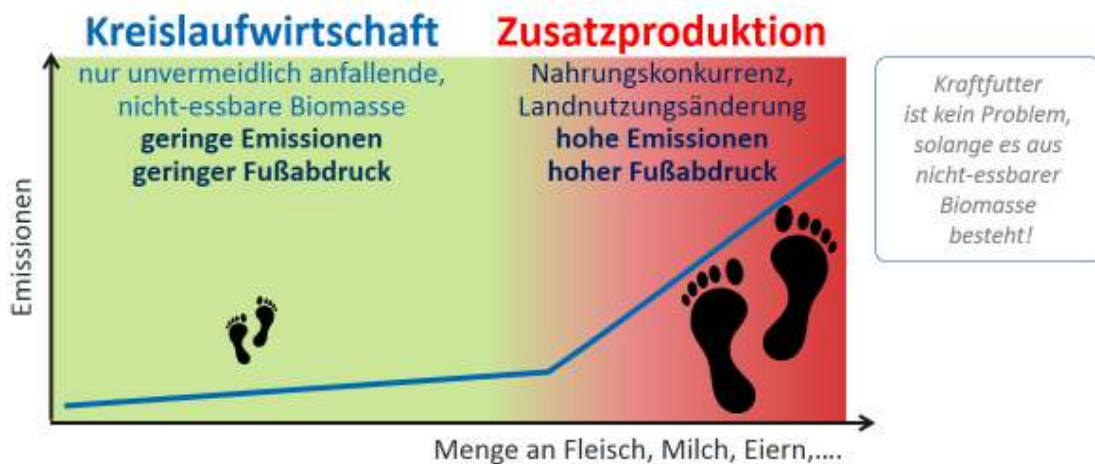 Kreislaufwirtschaft
nur unvermeidlich anfallende,
nicht-essbare Biomasse
geringe Emissionen
geringer Fußabdruck
Zusatzproduktion
Nahrungskonkurrenz,
Landnutzungsänderung
hohe Emissionen
hoher Fußabdruck
Kraftfutter
ist kein Problem,
solange es aus
nicht-essbarer
Biomasse
besteht!
Emissionen
Menge an Fleisch, Milch, Eiern,....